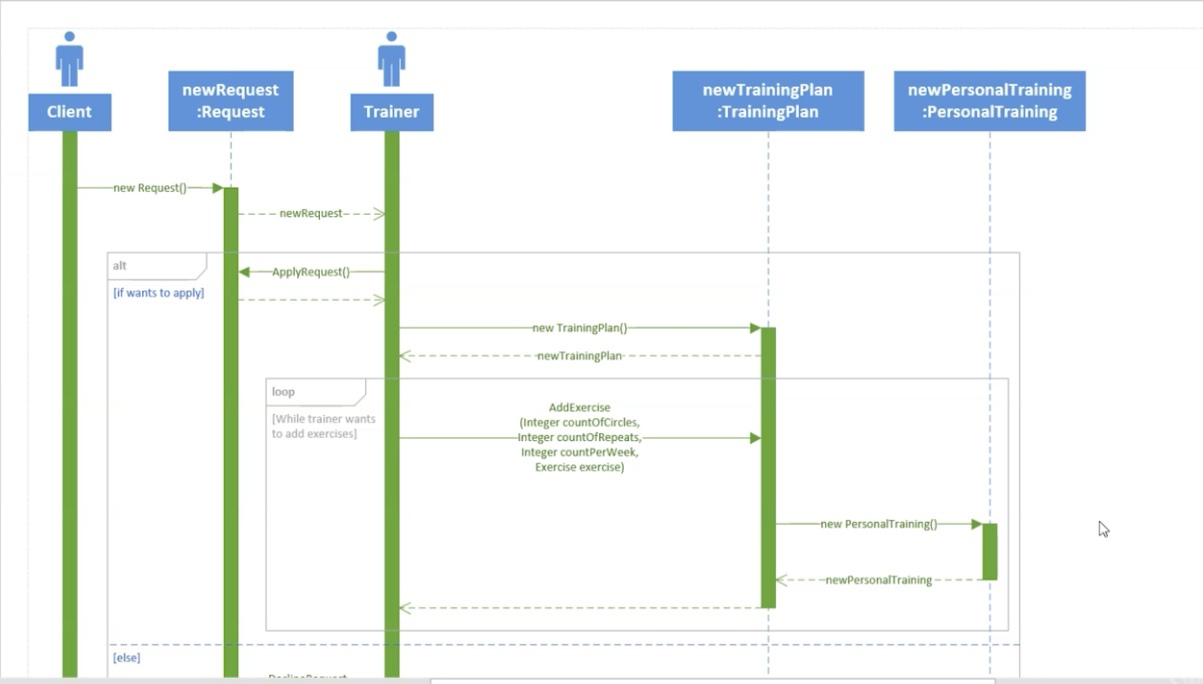 newRequest
:Request
newTrainingPlan
:TrainingPlan
newPersonalTraining
:PersonalTraining
Client
Trainer
new Request()
newRequest
alt
ApplyRequest()
[if wants to apply]
new TrainingPlan()
newTrainingPlan
loop
[While trainer wants
to add exercises]
AddExercise
(Integer countOfCircles,
Integer countOfRepeats,
Integer countPerWeek,
Exercise exercise)
new PersonalTraining()
newPersonalTraining
[else]